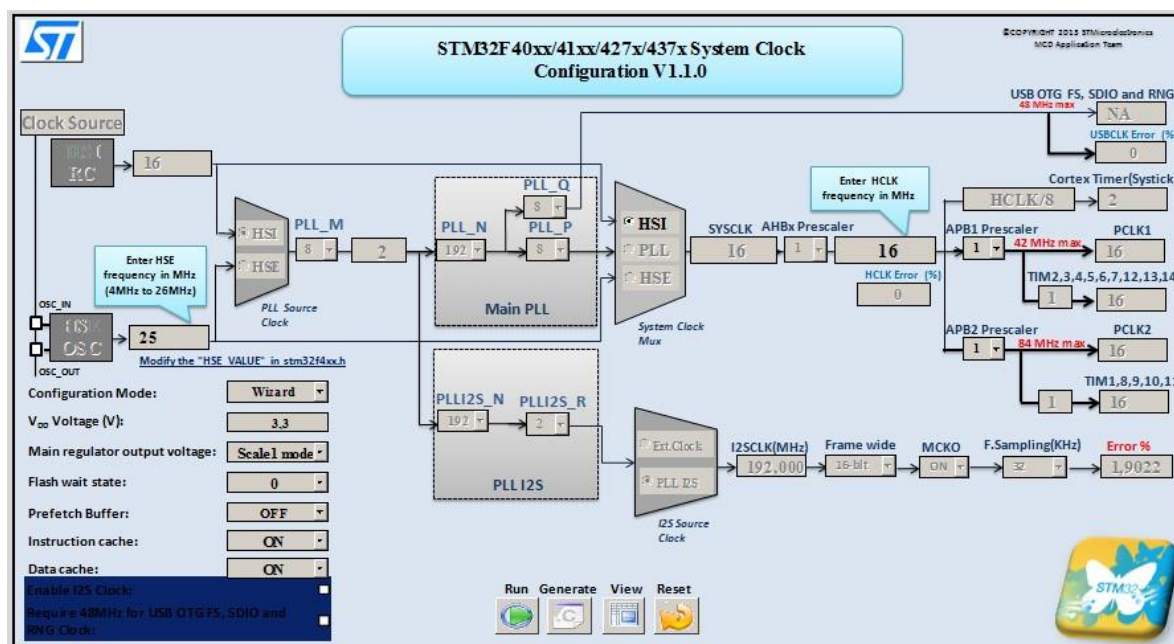 ST
STM32F40xx/41xx/427x/437x System Clock
Configuration V1.1.0
©COPYRIGHT 2013 STMicroelectronics
MCD Application Team
USB OTG FS, SDIO and RNG
48 MHz max
NA
USBCLK Error (%
0
Clock Source
RC
16
Enter HCLK
frequency in MHz
Cortex Timer(Systick
HCLK/8
2
PLL_Q
8
PLL_M
8
2
PLL_N
192
PLL_P
8
Main PLL
HSI
HSE
PLL Source
Clock
HSI
PLL
HSE
System Clock
Mux
SYSCLK
16
AHBx Prescaler
1
16
HCLK Error (%)
0
APB1 Prescaler
1
42 MHz max
PCLK1
16
TIM2,3,4,5,6,7,12,13,14
1
16
APB2 Prescaler
1
84 MHz max
PCLK2
16
TIM1,8,9,10,11
1
16
Enter HSE
frequency in MHz
(4MHz to 26MHz)
OSC_IN
OSC
OSC_OUT
25
Modify the "HSE_VALUE" in stm32f4xx.h
Configuration Mode:
Wizard
VDD Voltage (V):
3,3
Main regulator output voltage:
Scale1 mode
Flash wait state:
0
Prefetch Buffer:
OFF
Instruction cache:
ON
Data cache:
ON
Enable I2S Clock:
Require 48MHz for USB OTG FS, SDIO and
RNG Clock:
PLLI2S_N
192
PLLI2S_R
2
PLL I2S
Ext.Clock
PLL I2S
I2S Source
Clock
I2SCLK(MHz)
192,000
Frame wide
16-bit
MCKO
ON
F.Sampling(KHz)
32
Error %
1,9022
Run
Generate
View
Reset
.C
STM32